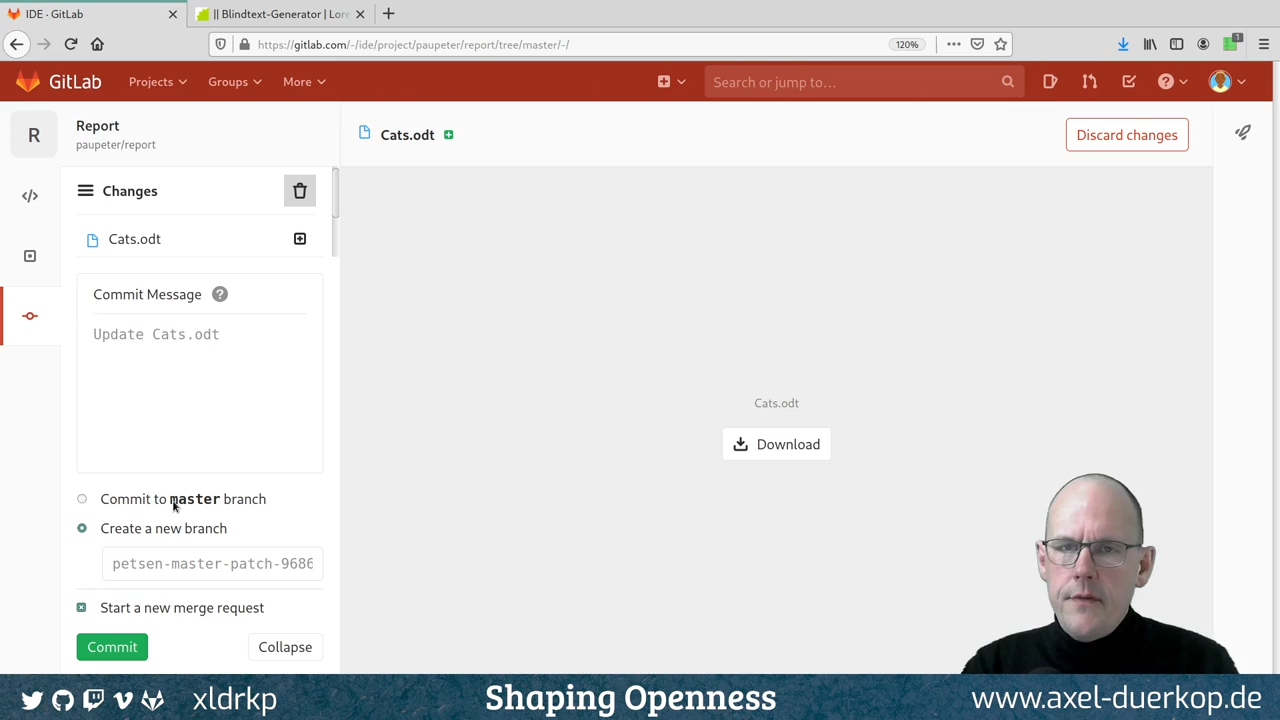 IDE · GitLab
|| Blindtext-Generator | Lore
https://gitlab.com/-/ide/project/paupeter/report/tree/master/-/
120%
1
GitLab
Projects
Groups
More
Search or jump to...
R
Report
paupeter/report
Cats.odt
Discard changes
Changes
Cats.odt
Commit Message
Update Cats.odt
Cats.odt
Download
Commit to master branch
Create a new branch
petsen-master-patch-9686
Start a new merge request
Commit
Collapse
xldrkp
Shaping Openness
www.axel-duerkop.de